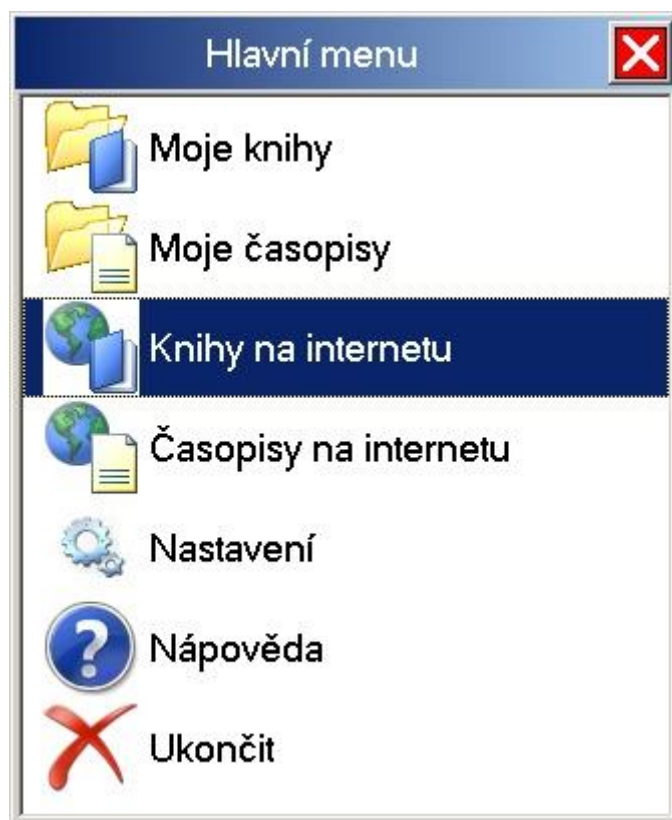 Hlavní menu
Moje knihy
Moje časopisy
Knihy na internetu
Časopisy na internetu
Nastavení
Nápověda
Ukončit